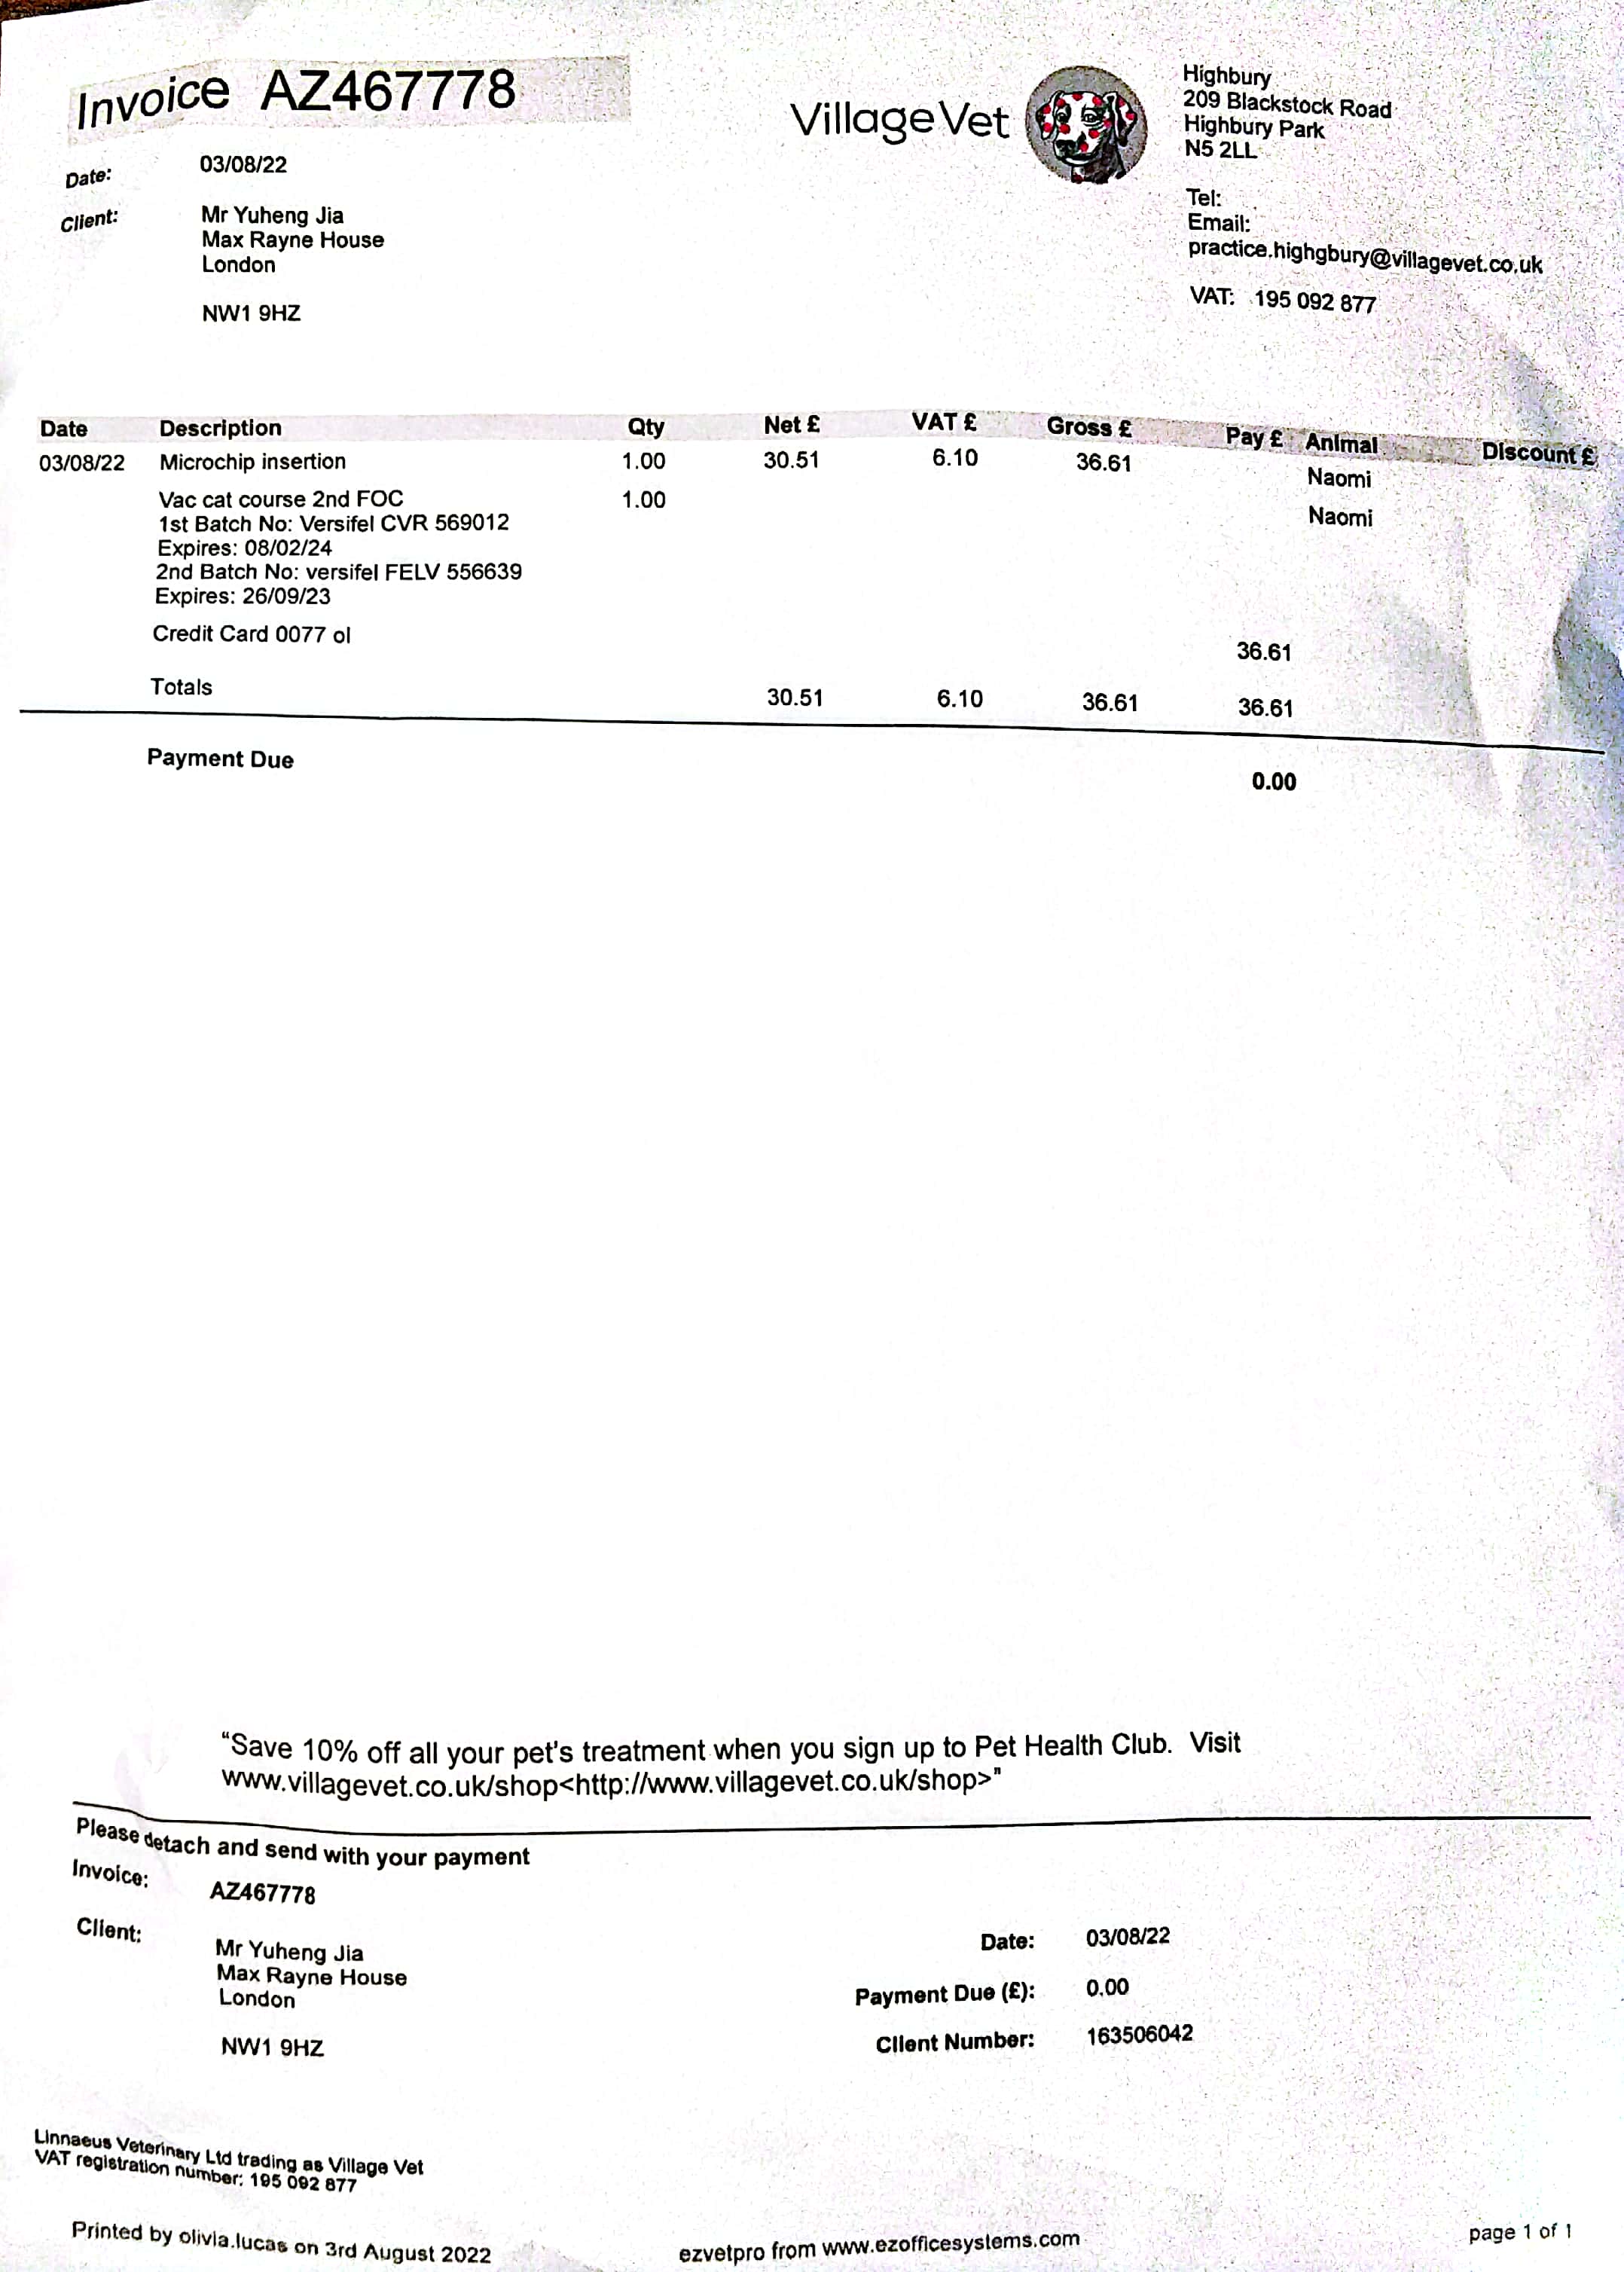 Invoice AZ467778
Date: 03/08/22
Client: Mr Yuheng Jia
Max Rayne House
London
NW1 9HZ
Village Vet
Highbury
209 Blackstock Road
Highbury Park
N5 2LL
Tel:
Email:
practice.highgbury@villagevet.co.uk
VAT: 195 092 877
Date Description Qty Net £ VAT £ Gross £ Pay £ Animal Discount £
03/08/22 Microchip insertion 1.00 30.51 6.10 36.61 Naomi
Vac cat course 2nd FOC 1.00 Naomi
1st Batch No: Versifel CVR 569012
Expires: 08/02/24
2nd Batch No: versifel FELV 556639
Expires: 26/09/23
Credit Card 0077 ol 36.61
Totals 30.51 6.10 36.61 36.61
Payment Due 0.00
"Save 10% off all your pet's treatment when you sign up to Pet Health Club. Visit
www.villagevet.co.uk/shop<http://www.villagevet.co.uk/shop>"
Please detach and send with your payment
Invoice: AZ467778
Client: Mr Yuheng Jia
Max Rayne House
London
NW1 9HZ
Date: 03/08/22
Payment Due (£): 0.00
Client Number: 163506042
Linnaeus Veterinary Ltd trading as Village Vet
VAT registration number: 195 092 877
Printed by olivia.lucas on 3rd August 2022
ezvetpro from www.ezofficesystems.com
page 1 of 1